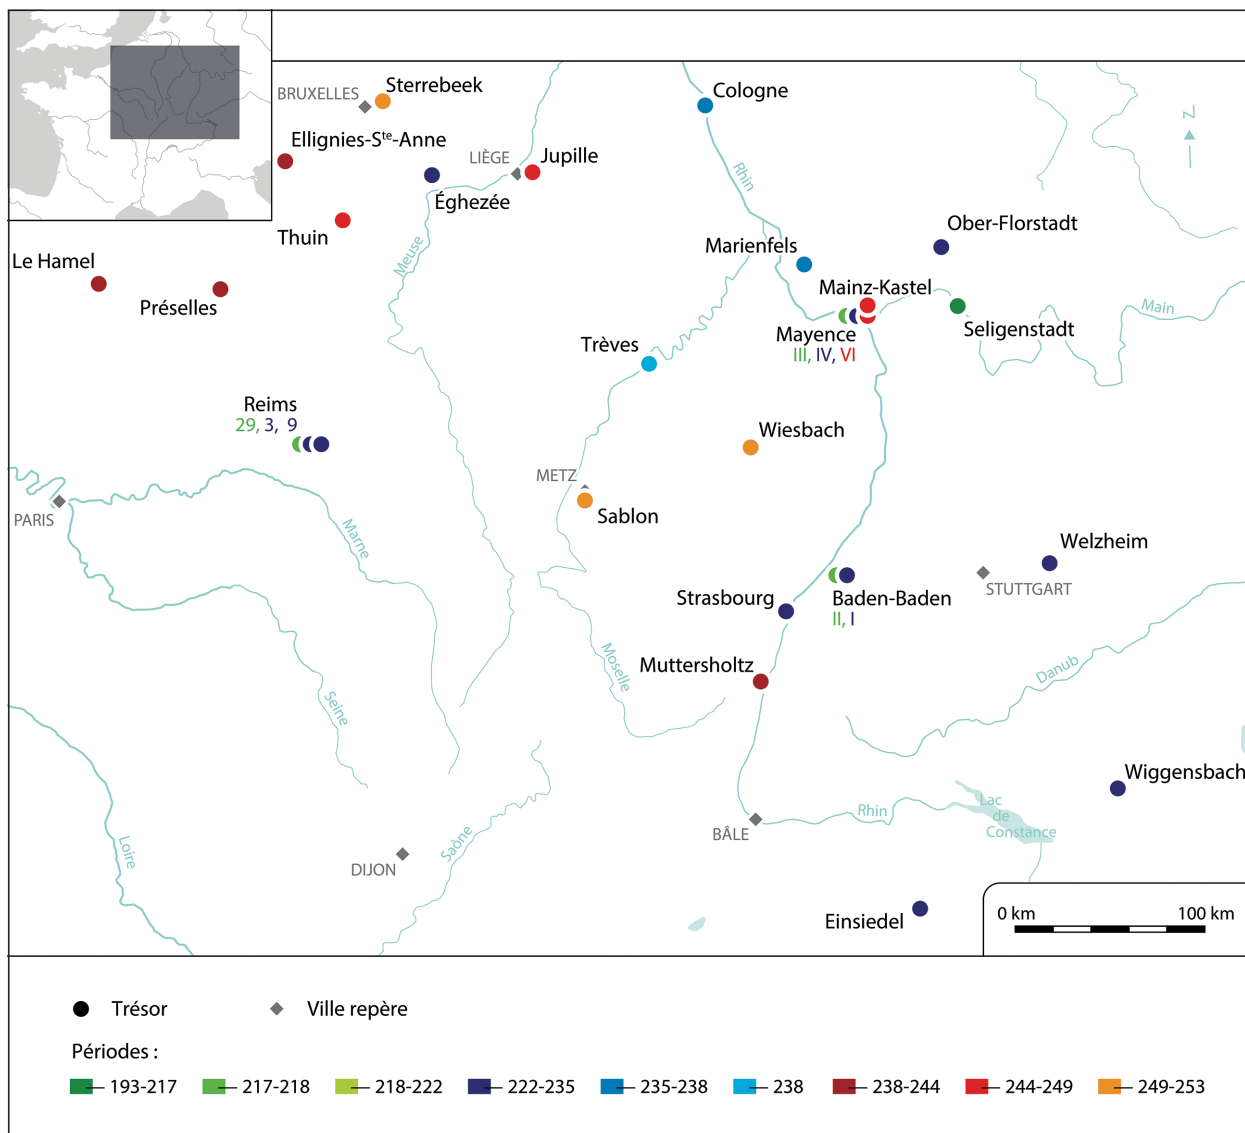 BRUXELLES
Sterrebeek
Cologne
Z
Ellignies-Sᵗᵉ-Anne
LIÈGE
Jupille
Rhin
Éghezée
Thuin
Meuse
Ober-Florstadt
Marienfels
Le Hamel
Préselles
Mainz-Kastel
Main
Seligenstadt
Mayence
III, IV, VI
Trèves
Reims
29, 3, 9
Wiesbach
METZ
Sablon
PARIS
Marne
Welzheim
STUTTGART
Strasbourg
Baden-Baden
II, I
Muttersholtz
Moselle
Danub
Seine
Wiggensbach
Rhin
Lac
de
Constance
BÂLE
Loire
Saône
DIJON
Einsiedel
0 km
100 km
Trésor
Ville repère
Périodes :
193-217
217-218
218-222
222-235
235-238
238
238-244
244-249
249-253